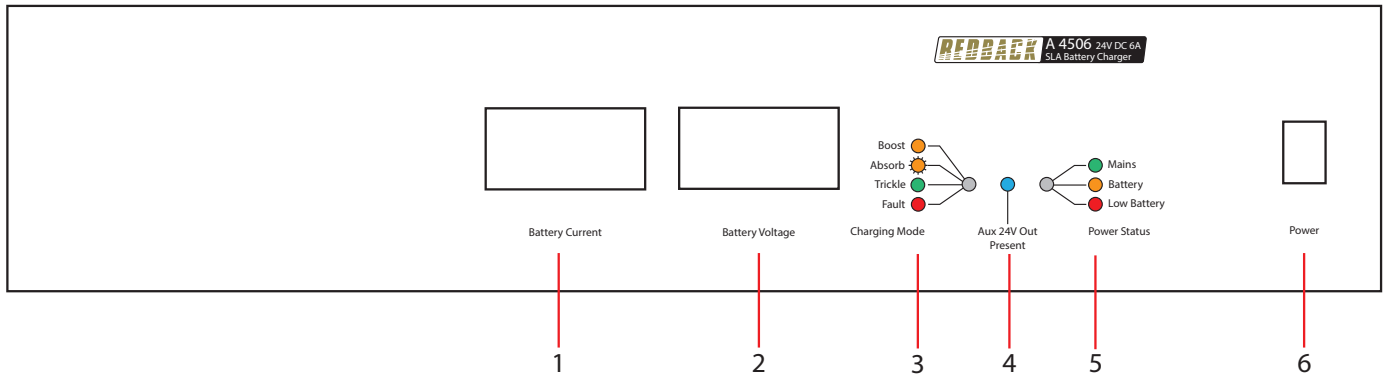 REDBACK
A 4506 24V DC 6A
SLA Battery Charger
Boost
Absorb
Trickle
Fault
Mains
Battery
Low Battery
Battery Current
Battery Voltage
Charging Mode
Aux 24V Out
Present
Power Status
Power
1
2
3
4
5
6